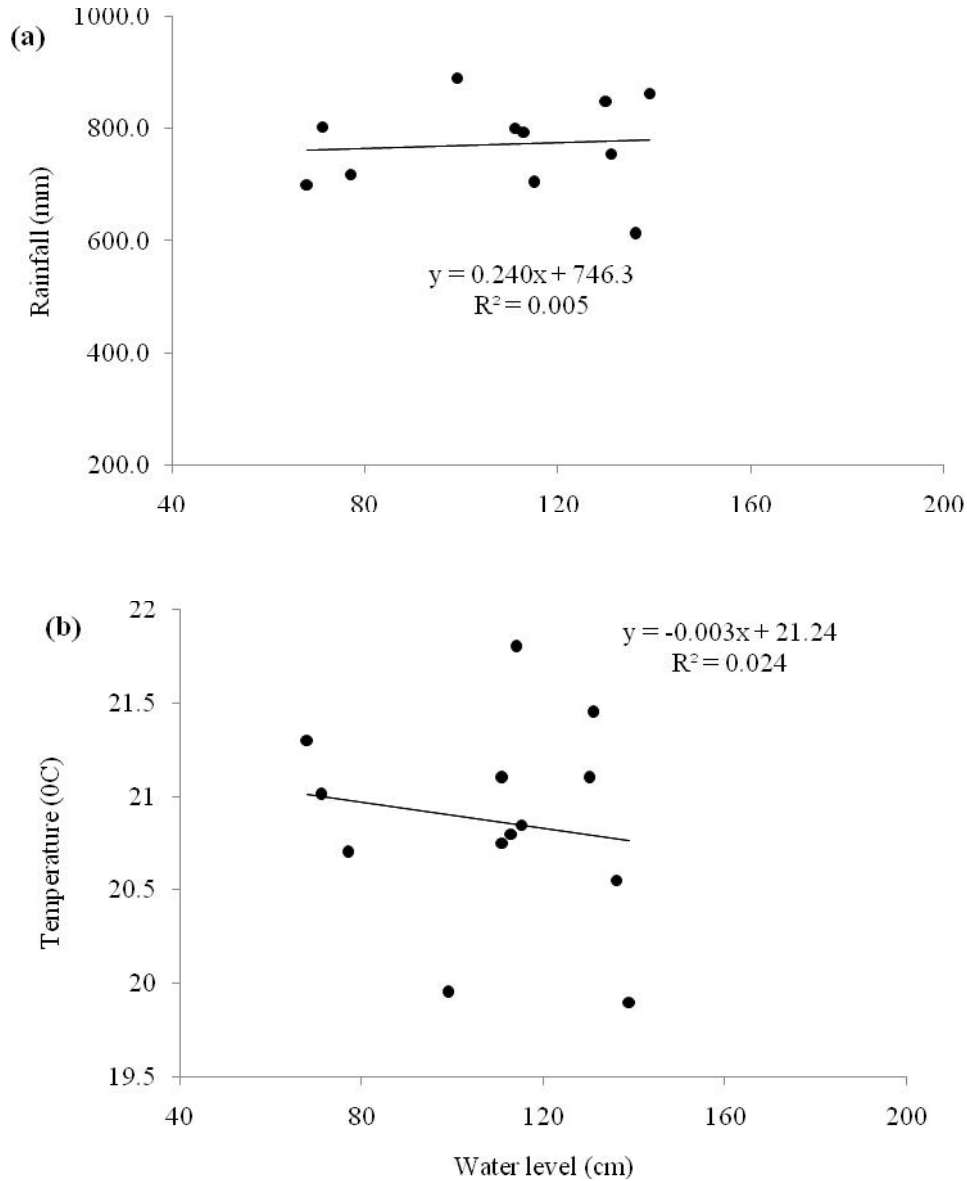 (a)
1000.0
800.0
600.0
400.0
200.0
Rainfall (mm)
y = 0.240x + 746.3
R² = 0.005
40 80 120 160 200
(b)
22
21.5
21
20.5
20
19.5
Temperature (0C)
y = -0.003x + 21.24
R² = 0.024
40 80 120 160 200
Water level (cm)